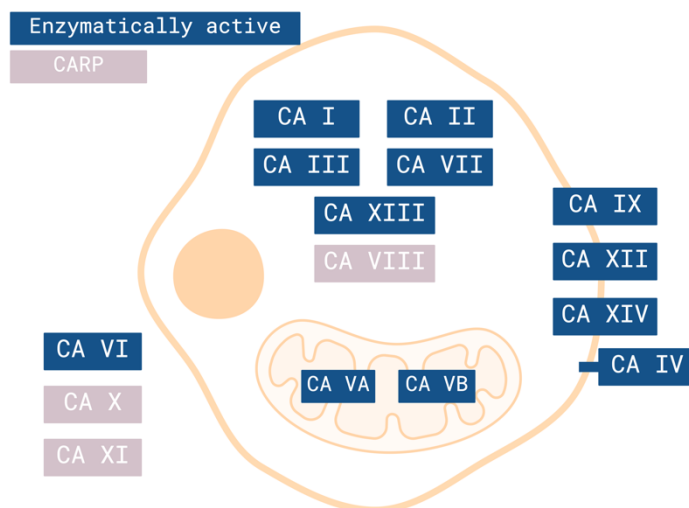 Enzymatically active
CARP
CA I
CA II
CA III
CA VII
CA XIII
CA VIII
CA IX
CA XII
CA XIV
CA IV
CA VI
CA X
CA XI
CA VA
CA VB